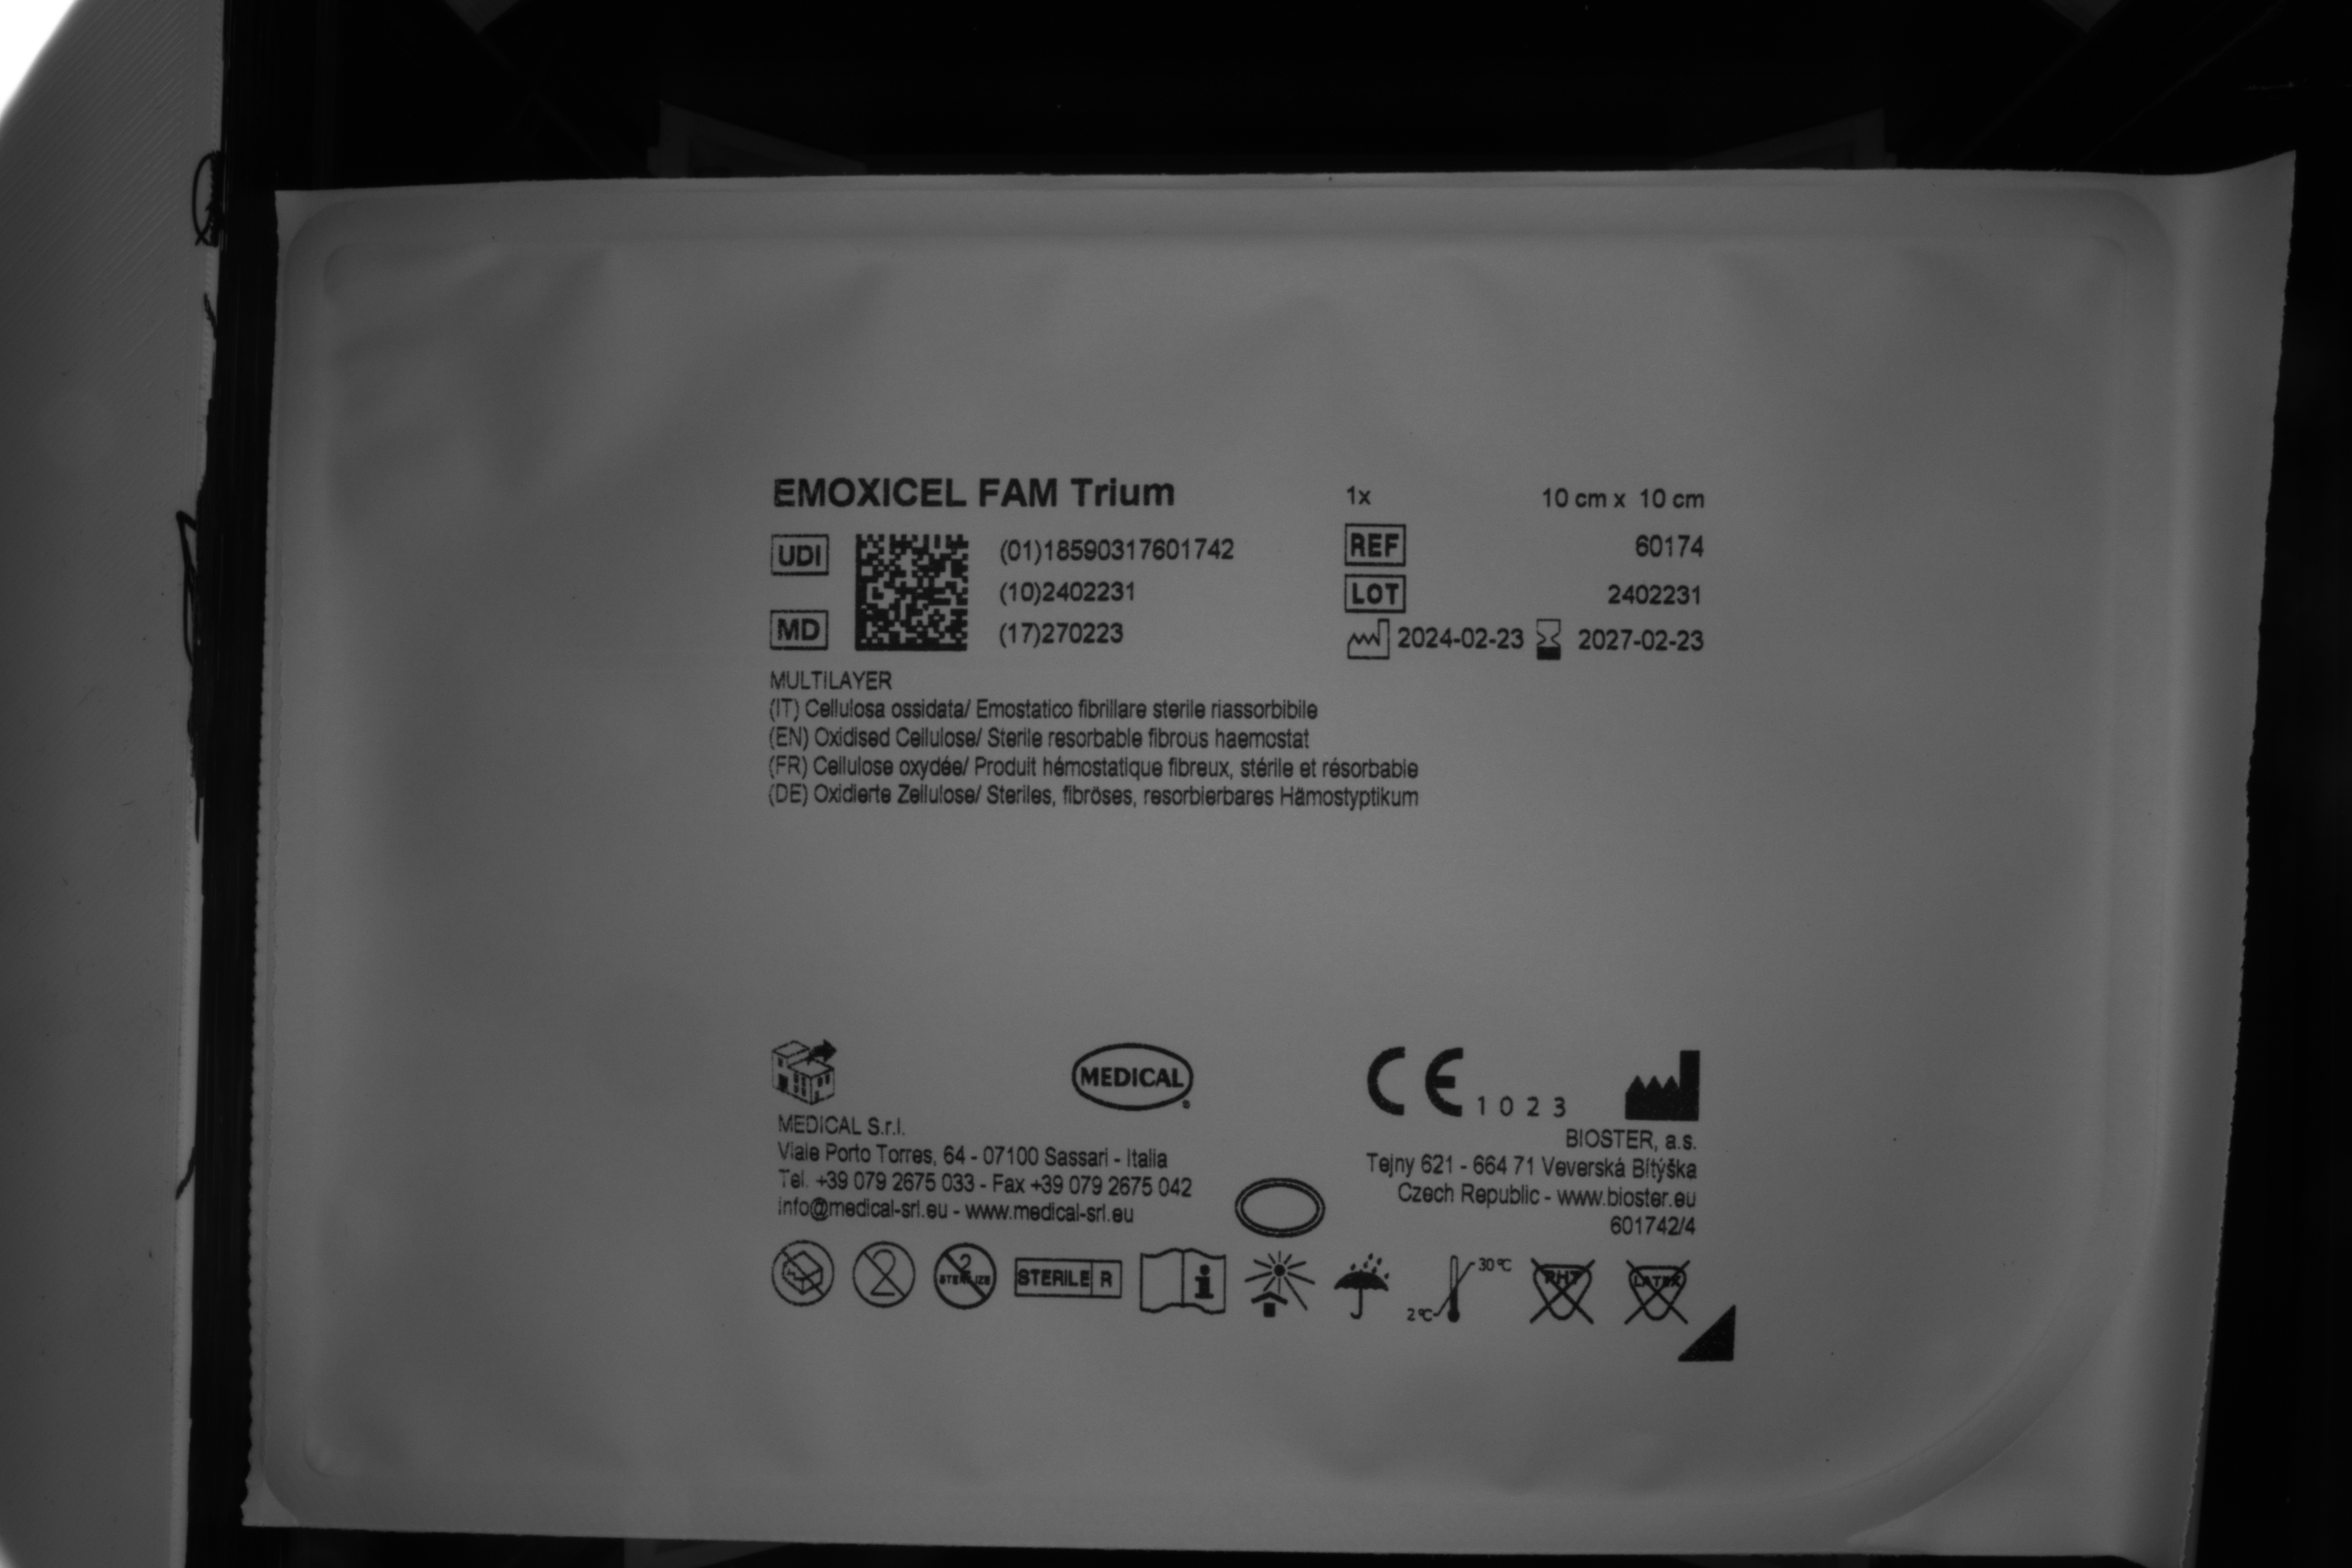 EMOXICEL FAM Trium 1x 10 cm x 10 cm
UDI (01)18590317601742 REF 60174
(10)2402231 LOT 2402231
MD (17)270223 2024-02-23 2027-02-23
MULTILAYER
(IT) Cellulosa ossidata/ Emostatico fibrillare sterile riassorbibile
(EN) Oxidised Cellulose/ Sterile resorbable fibrous haemostat
(FR) Cellulose oxydée/ Produit hémostatique fibreux, stérile et résorbable
(DE) Oxidierte Zellulose/ Steriles, fibröses, resorbierbares Hämostyptikum
MEDICAL
CE 1023
MEDICAL S.r.l.
Viale Porto Torres, 64 - 07100 Sassari - Italia
Tel. +39 079 2675 033 - Fax +39 079 2675 042
info@medical-srl.eu - www.medical-srl.eu
BIOSTER, a.s.
Tejny 621 - 664 71 Veverská Bítýška
Czech Republic - www.bioster.eu
601742/4
2 2 STERILIZE STERILE R i 2°C 30°C PHT LATEX